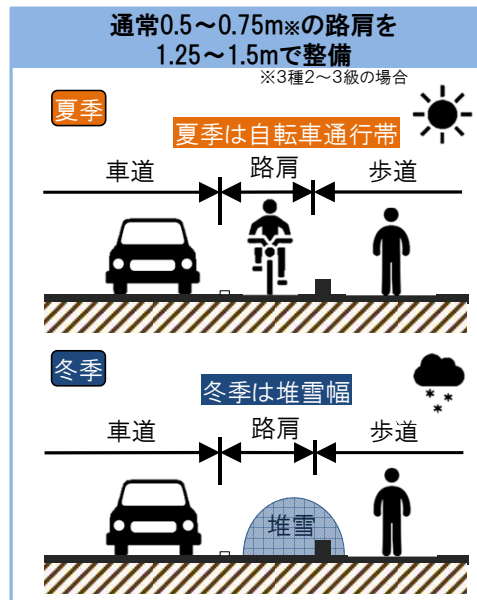 通常0.5～0.75m※の路肩を
1.25～1.5mで整備
※3種2～3級の場合
夏季
夏季は自転車通行帯
車道 路肩 歩道
冬季
冬季は堆雪幅
車道 路肩 歩道
堆雪